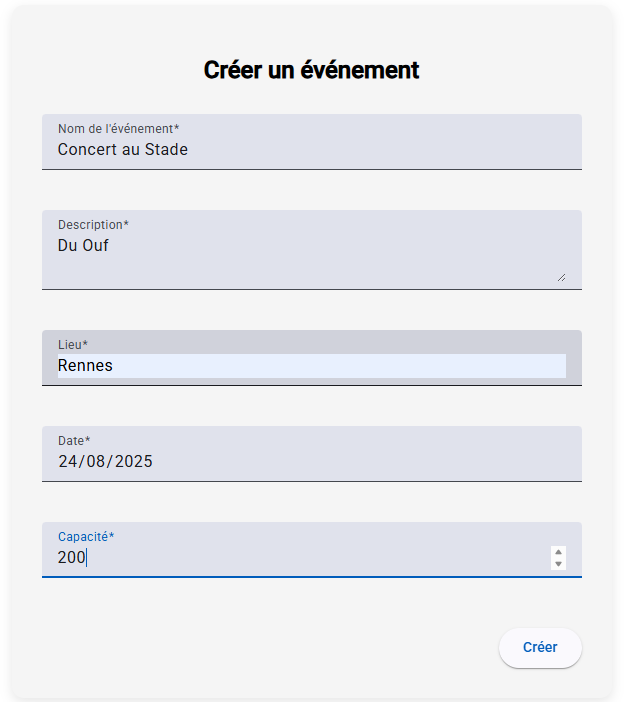 Créer un événement
Nom de l'événement*
Concert au Stade
Description*
Du Ouf
Lieu*
Rennes
Date*
24/08/2025
Capacité*
200
Créer